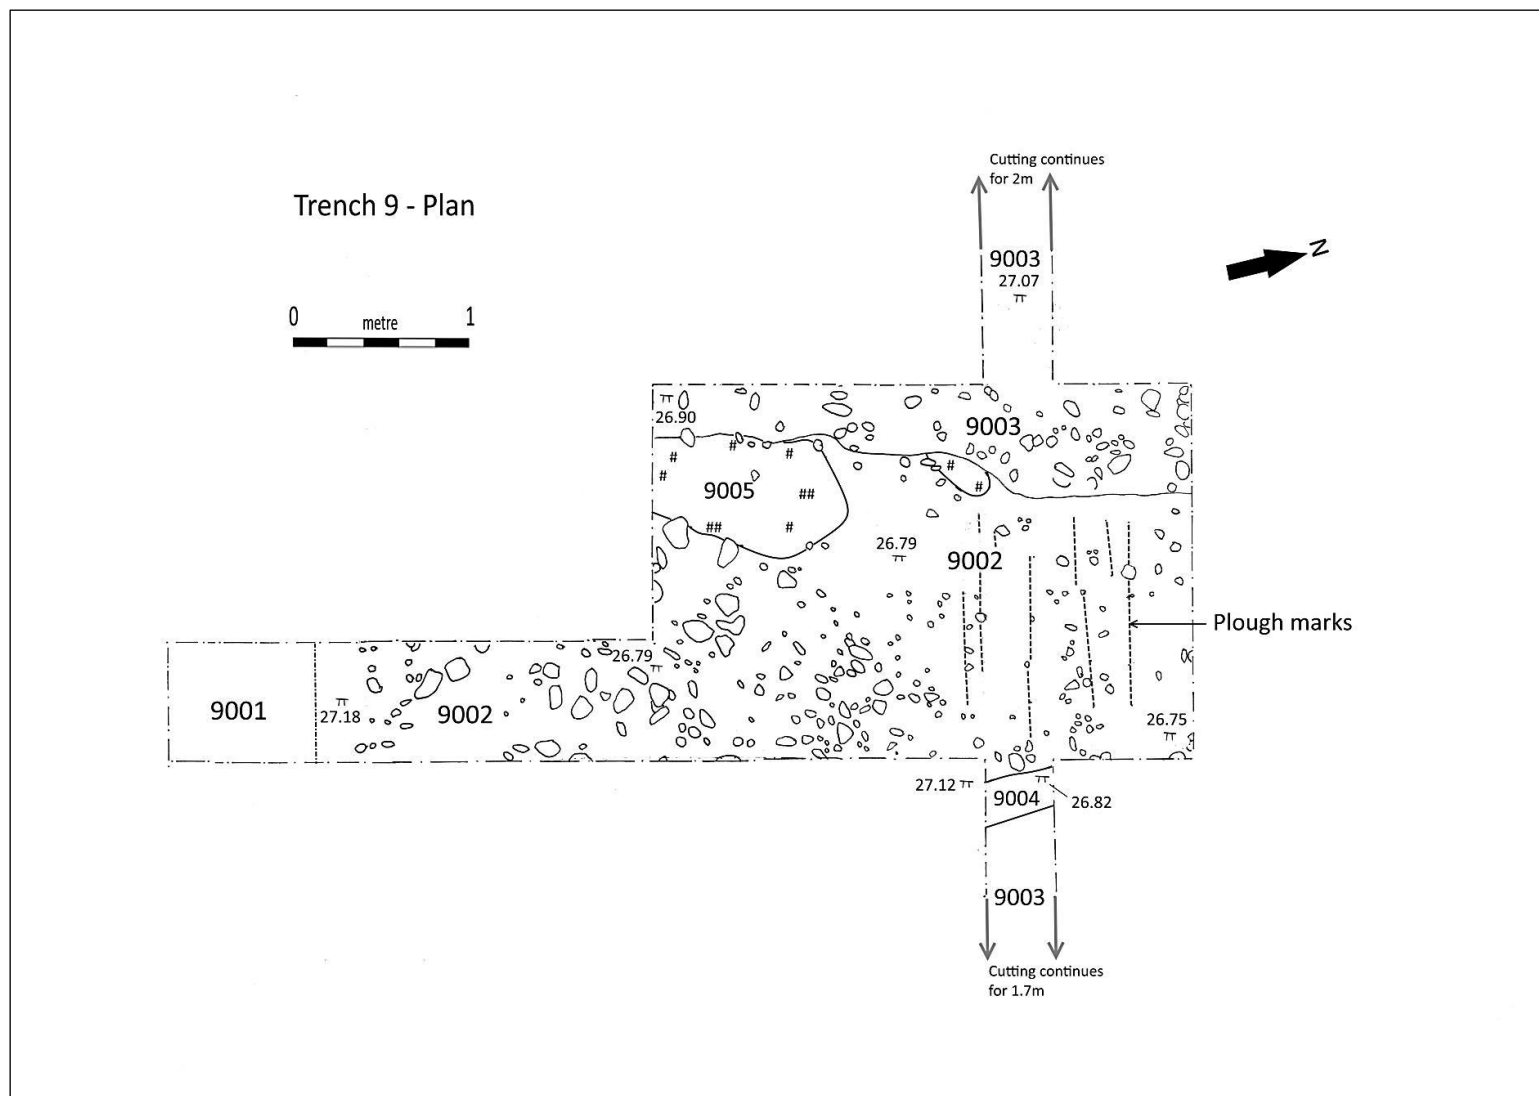 Cutting continues
for 2m
Trench 9 - Plan
N
9003
27.07
0 metre 1
26.90
9003
#
# # #
#
9005 ## #
## #
26.79
9002
Plough marks
26.79
9001
27.18
9002
26.75
27.12
9004
26.82
9003
Cutting continues
for 1.7m